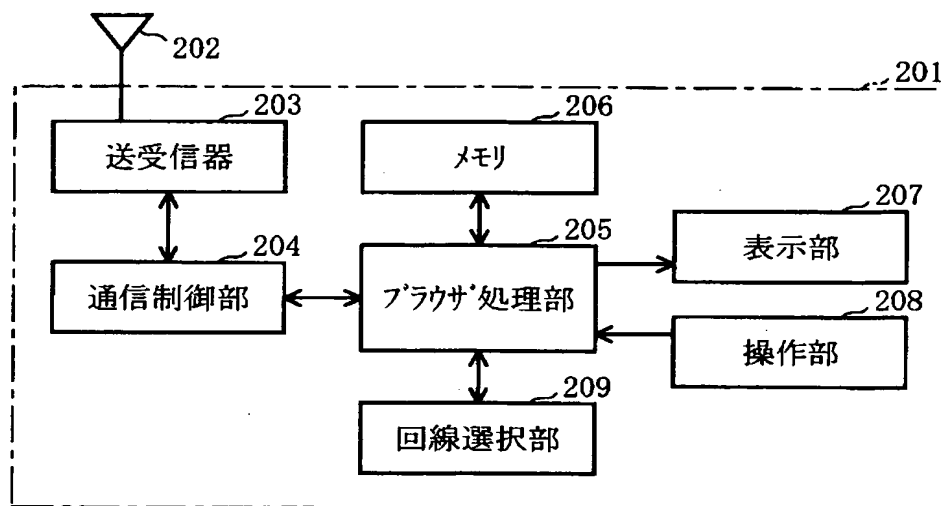 202
201
203
送受信器
206
メモリ
207
表示部
204
通信制御部
205
ブラウザ処理部
208
操作部
209
回線選択部